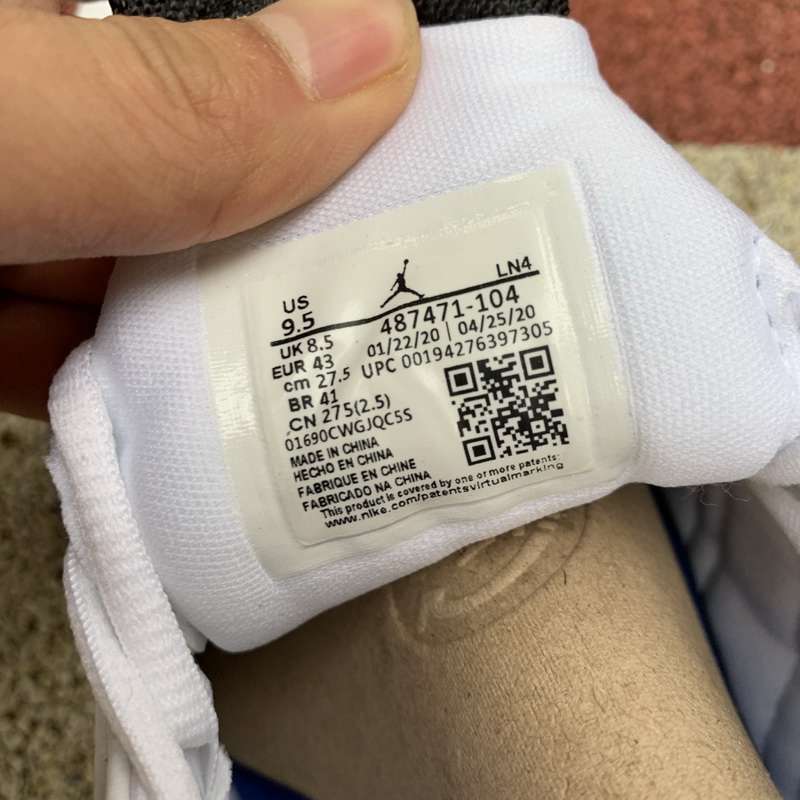 US
9.5
LN4
487471-104
UK 8.5
01/22/20 | 04/25/20
EUR 43
UPC 00194276397305
cm 27.5
BR 41
CN 275(2.5)
01690CWGJQC5S
MADE IN CHINA
HECHO EN CHINA
FABRIQUE EN CHINE
FABRICADO NA CHINA
This product is covered by one or more patents:
www.nike.com/patentsvirtualmarking